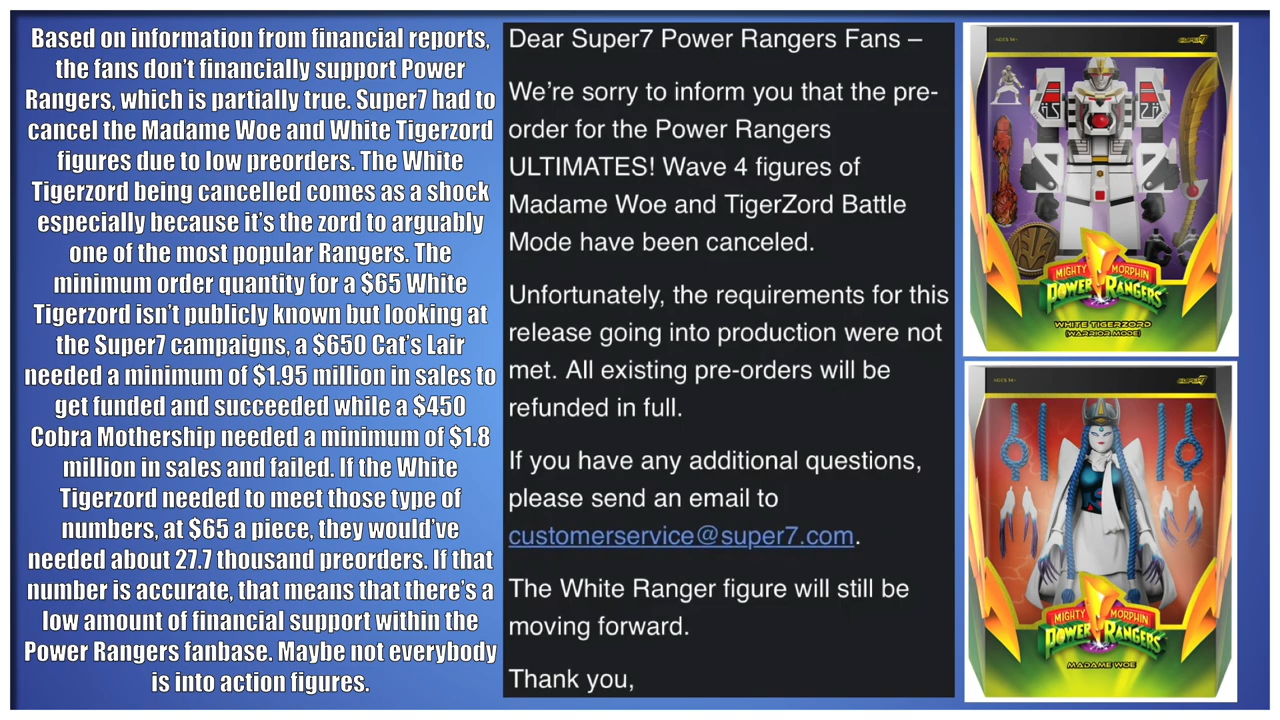 Based on information from financial reports,
the fans don't financially support Power
Rangers, which is partially true. Super7 had to
cancel the Madame Woe and White Tigerzord
figures due to low preorders. The White
Tigerzord being cancelled comes as a shock
especially because it's the zord to arguably
one of the most popular Rangers. The
minimum order quantity for a $65 White
Tigerzord isn't publicly known but looking at
the Super7 campaigns, a $650 Cat's Lair
needed a minimum of $1.95 million in sales to
get funded and succeeded while a $450
Cobra Mothership needed a minimum of $1.8
million in sales and failed. If the White
Tigerzord needed to meet those type of
numbers, at $65 a piece, they would've
needed about 27.7 thousand preorders. If that
number is accurate, that means that there's a
low amount of financial support within the
Power Rangers fanbase. Maybe not everybody
is into action figures.
Dear Super7 Power Rangers Fans –
We're sorry to inform you that the pre-
order for the Power Rangers
ULTIMATES! Wave 4 figures of
Madame Woe and TigerZord Battle
Mode have been canceled.
Unfortunately, the requirements for this
release going into production were not
met. All existing pre-orders will be
refunded in full.
If you have any additional questions,
please send an email to
customerservice@super7.com.
The White Ranger figure will still be
moving forward.
Thank you,
AGES 14+
SUPER7
MIGHTY MORPHIN
POWER RANGERS
WHITE TIGERZORD
(WARRIOR MODE)
AGES 14+
SUPER7
MIGHTY MORPHIN
POWER RANGERS
MADAME WOE